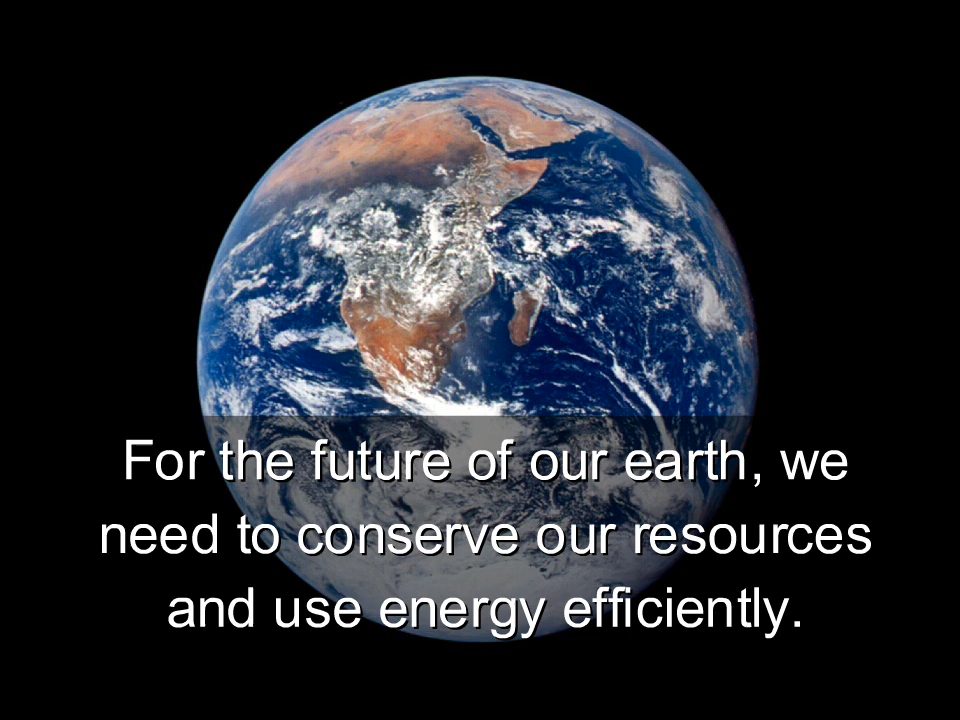 For the future of our earth, we
need to conserve our resources
and use energy efficiently.